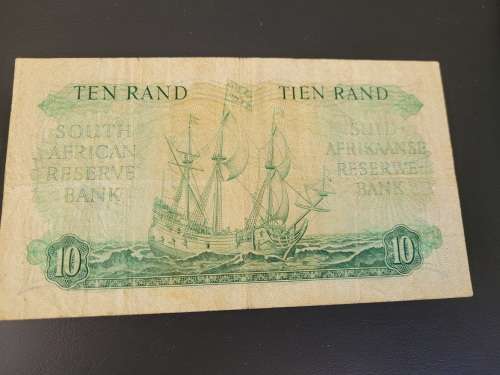 TEN RAND
TIEN RAND
SOUTH
AFRICAN
RESERVE
BANK
SUID
AFRIKAANSE
RESERWE
BANK
10
10